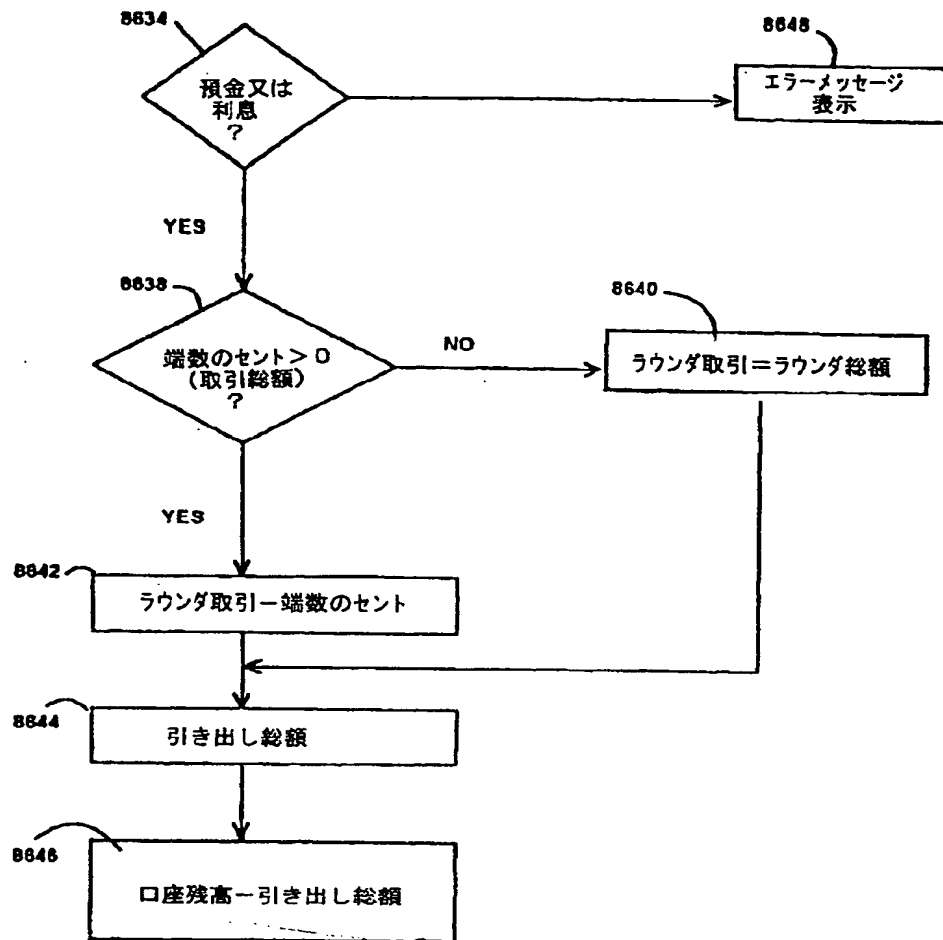 8634
預金又は
利息
?
8648
エラーメッセージ
表示
YES
8638
端数のセント>0
(取引総額)
?
NO
8640
ラウンダ取引=ラウンダ総額
YES
8642
ラウンダ取引-端数のセント
8644
引き出し総額
8646
口座残高-引き出し総額